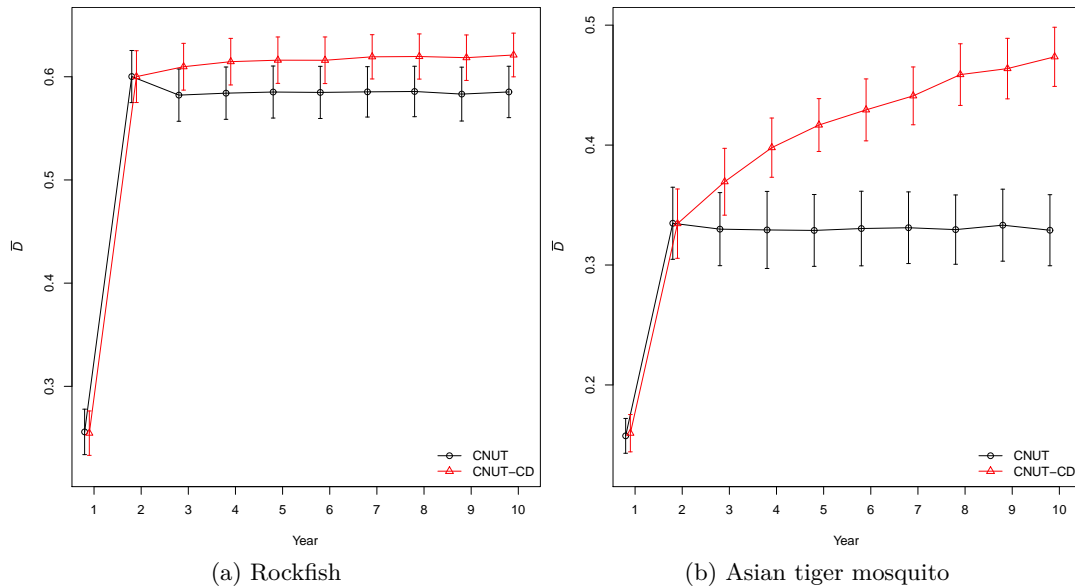 0.6
0.5
0.4
0.3
D
1 2 3 4 5 6 7 8 9 10
Year
CNUT
CNUT−CD
(a) Rockfish
0.5
0.4
0.3
0.2
D
1 2 3 4 5 6 7 8 9 10
Year
CNUT
CNUT−CD
(b) Asian tiger mosquito